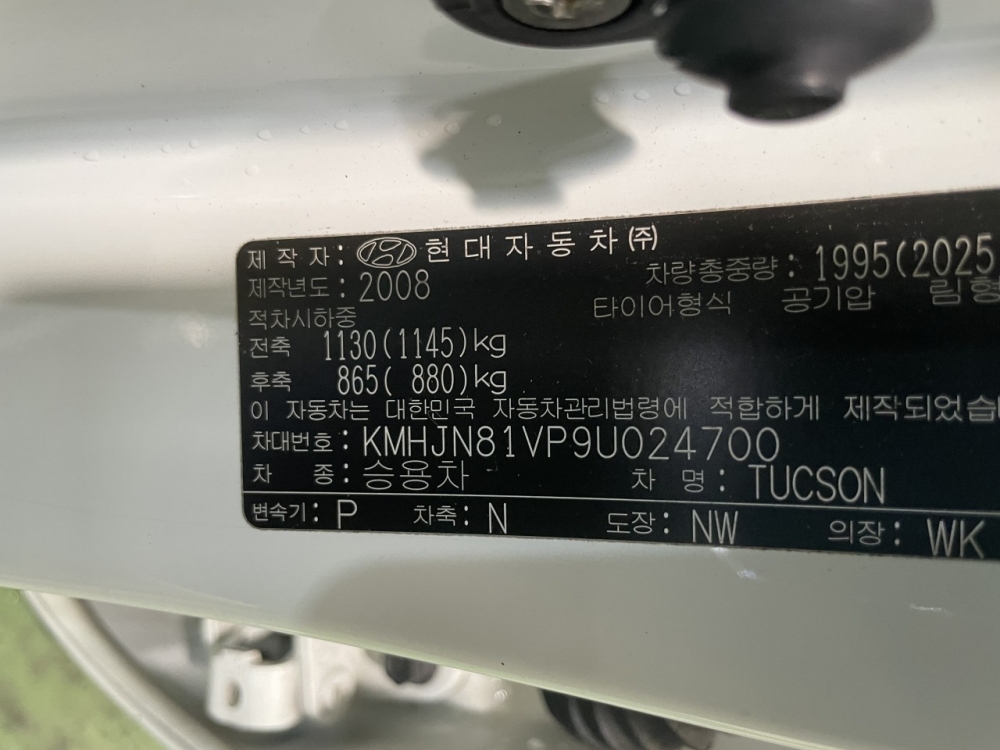 제작자: 현대자동차㈜
제작년도: 2008 차량총중량: 1995(2025
적차시하중 타이어형식 공기압 림형
전축 1130(1145)kg
후축 865( 880)kg
이 자동차는 대한민국 자동차관리법령에 적합하게 제작되었습
차대번호: KMHJN81VP9U024700
차 종: 승용차 차 명: TUCSON
변속기: P 차축: N 도장: NW 의장: WK